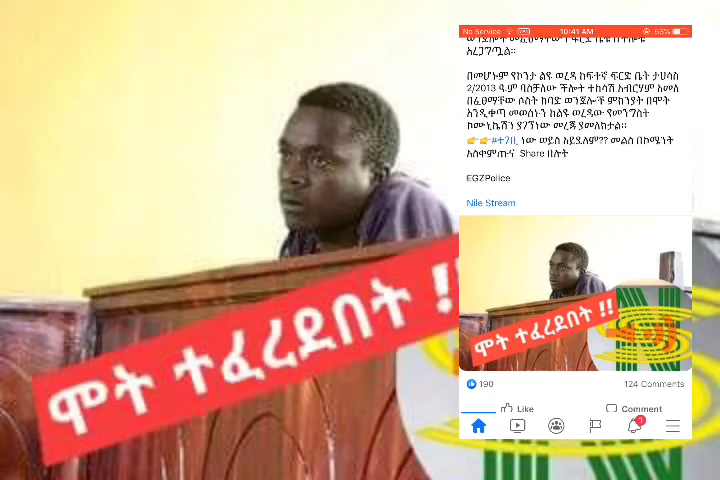 No Service
VPN
10:41 AM
53%
አረጋግጧል።
በመሆኑም የኮንታ ልዩ ወረዳ ከፍተኛ ፍርድ ቤት ታህሳስ
2/2013 ዓ.ም ባስቻለው ችሎት ተከሳሽ አብርሃም አመለ
በፈፀማቸው ሶስት ከባድ ወንጀሎች ምክንያት በሞት
እንዲቀጣ መወሰኑን ከልዩ ወረዳው የመንግስት
ኮሙኒኬሽን ያገኘነው መረጃ ያመለክታል።
👉👉#ተገቢ ነው ወይስ አይደለም?? መልስ በኮሜንት
አስቀምጡና Share በሉት
EGZPolice
Nile Stream
ሞት ተፈረደበት !!
190
124 Comments
Like
Comment
1
ሞት ተፈረደበት !!